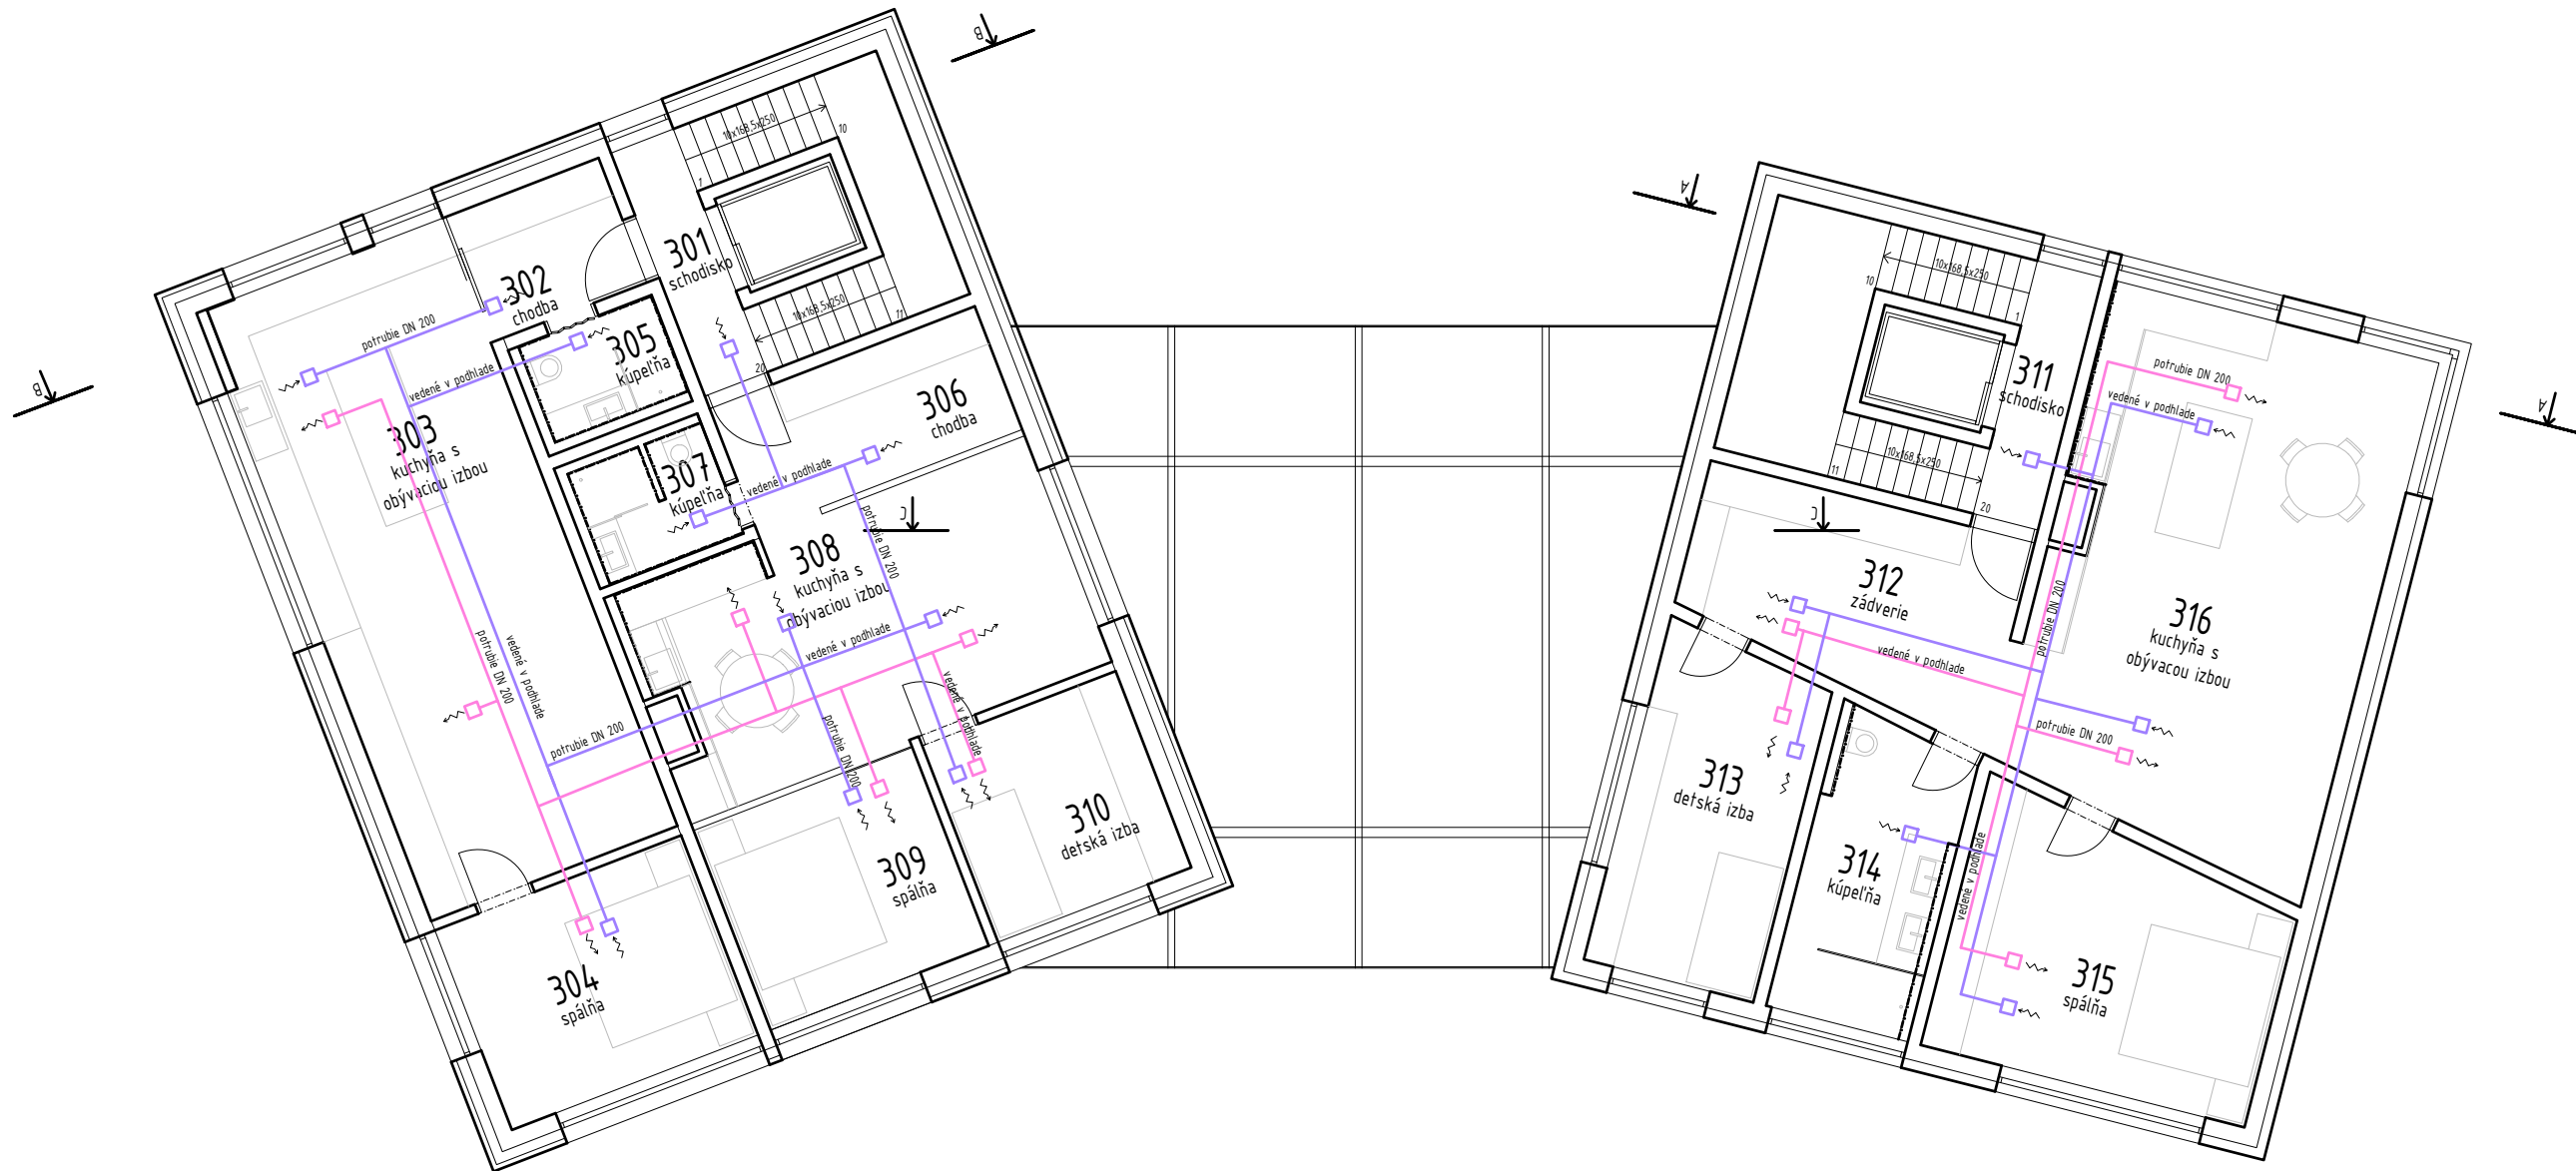 B
B
10x168,5x250
10
1
301
schodisko
302
chodba
10x168,5x250
11
20
potrubie DN 200
305
kúpeľňa
vedené v podhlade
303
kuchyňa s
obývaciou izbou
306
chodba
307
kúpeľňa
vedené v podhlade
potrubie DN 200
C
308
kuchyňa s
obývaciou izbou
vedené v podhlade
potrubie DN 200
vedené v podhlade
potrubie DN 200
potrubie DN 200
vedené v podhlade
304
spálňa
309
spálňa
310
detská izba
A
A
10x168,5x250
10
1
311
schodisko
10x168,5x250
11
20
potrubie DN 200
vedené v podhlade
C
312
zádverie
vedené v podhlade
potrubie DN 200
316
kuchyňa s
obývacou izbou
potrubie DN 200
313
detská izba
314
kúpeľňa
vedené v podhlade
315
spálňa